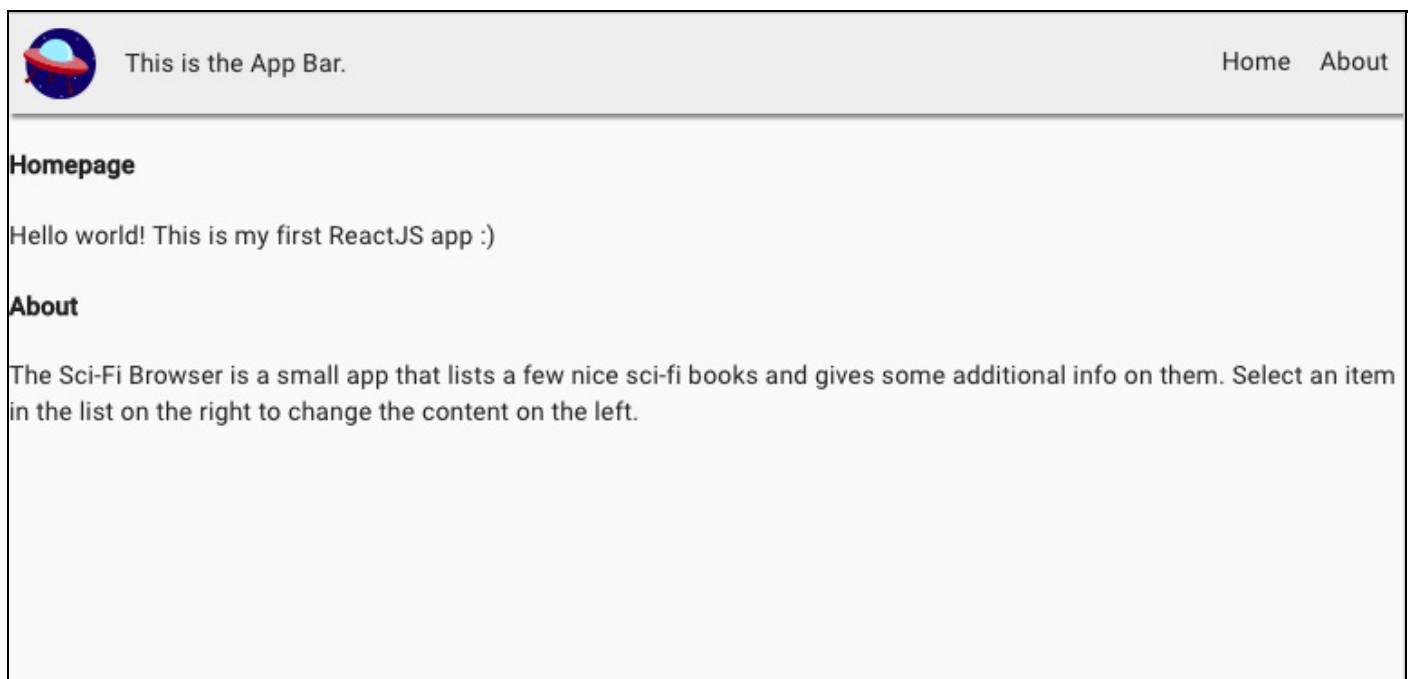 This is the App Bar.
Home About
Homepage
Hello world! This is my first ReactJS app :)
About
The Sci-Fi Browser is a small app that lists a few nice sci-fi books and gives some additional info on them. Select an item
in the list on the right to change the content on the left.